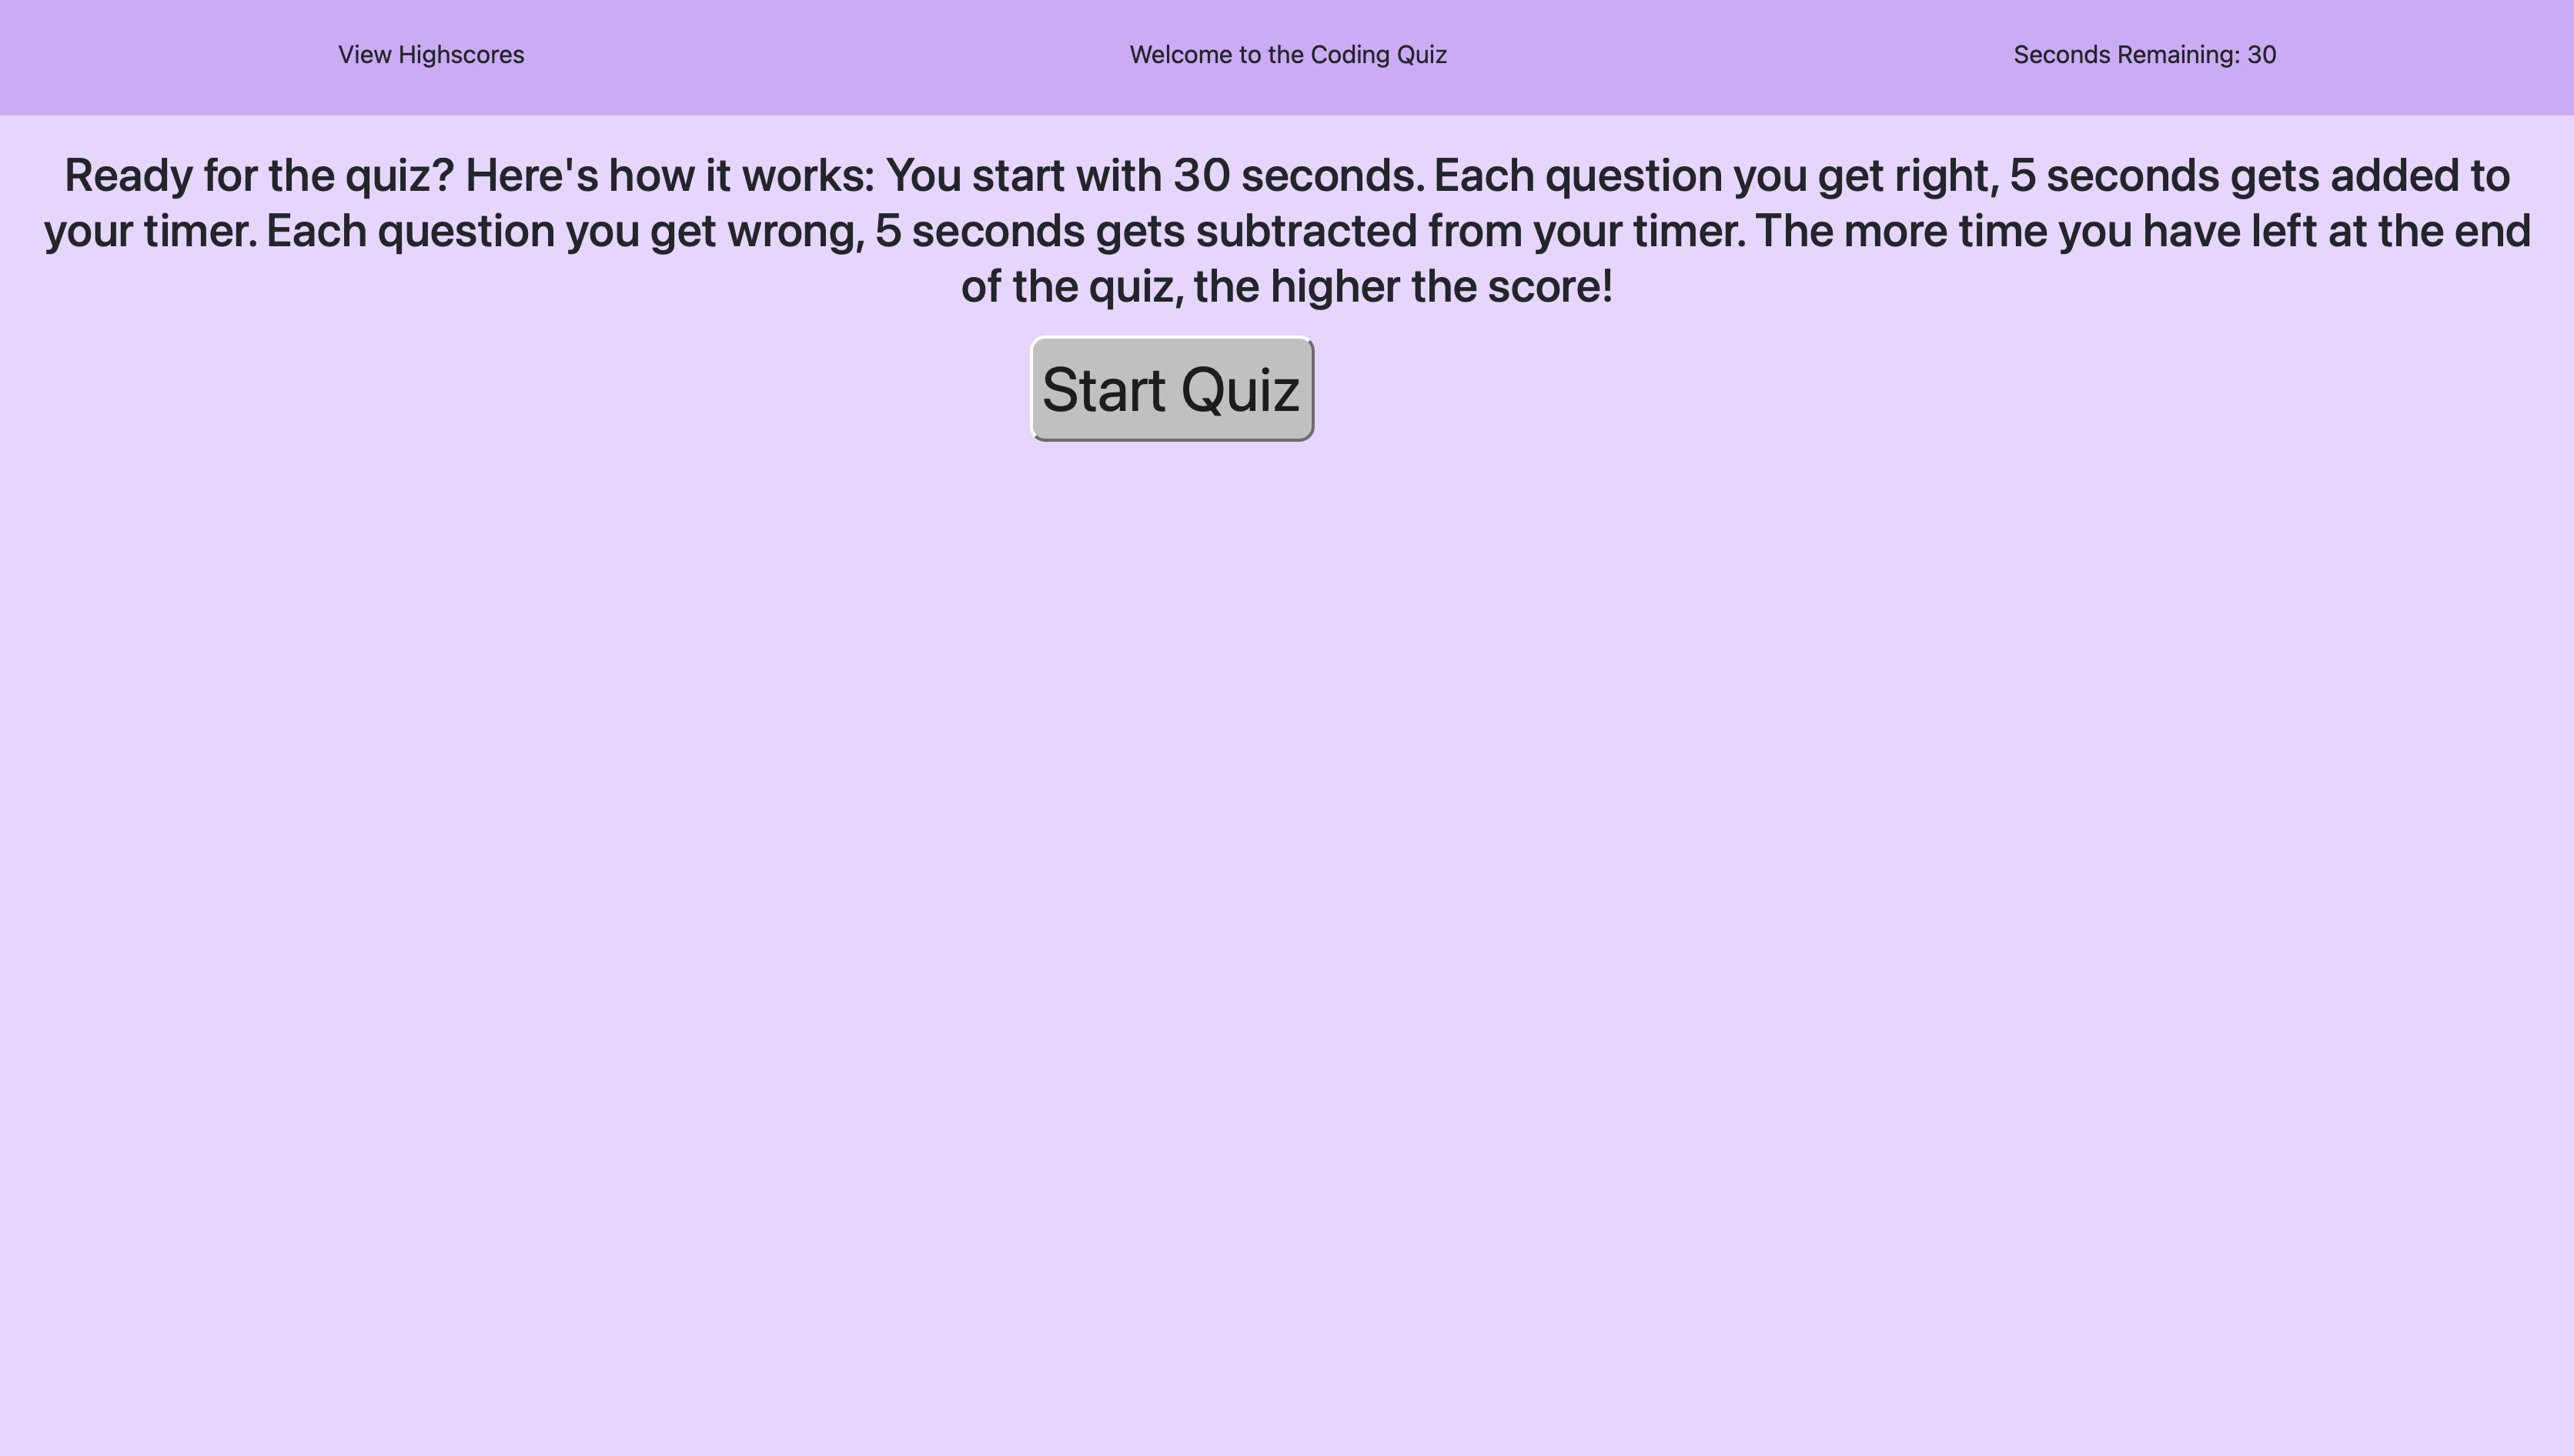 View Highscores
Welcome to the Coding Quiz
Seconds Remaining: 30
Ready for the quiz? Here's how it works: You start with 30 seconds. Each question you get right, 5 seconds gets added to
your timer. Each question you get wrong, 5 seconds gets subtracted from your timer. The more time you have left at the end
of the quiz, the higher the score!
Start Quiz